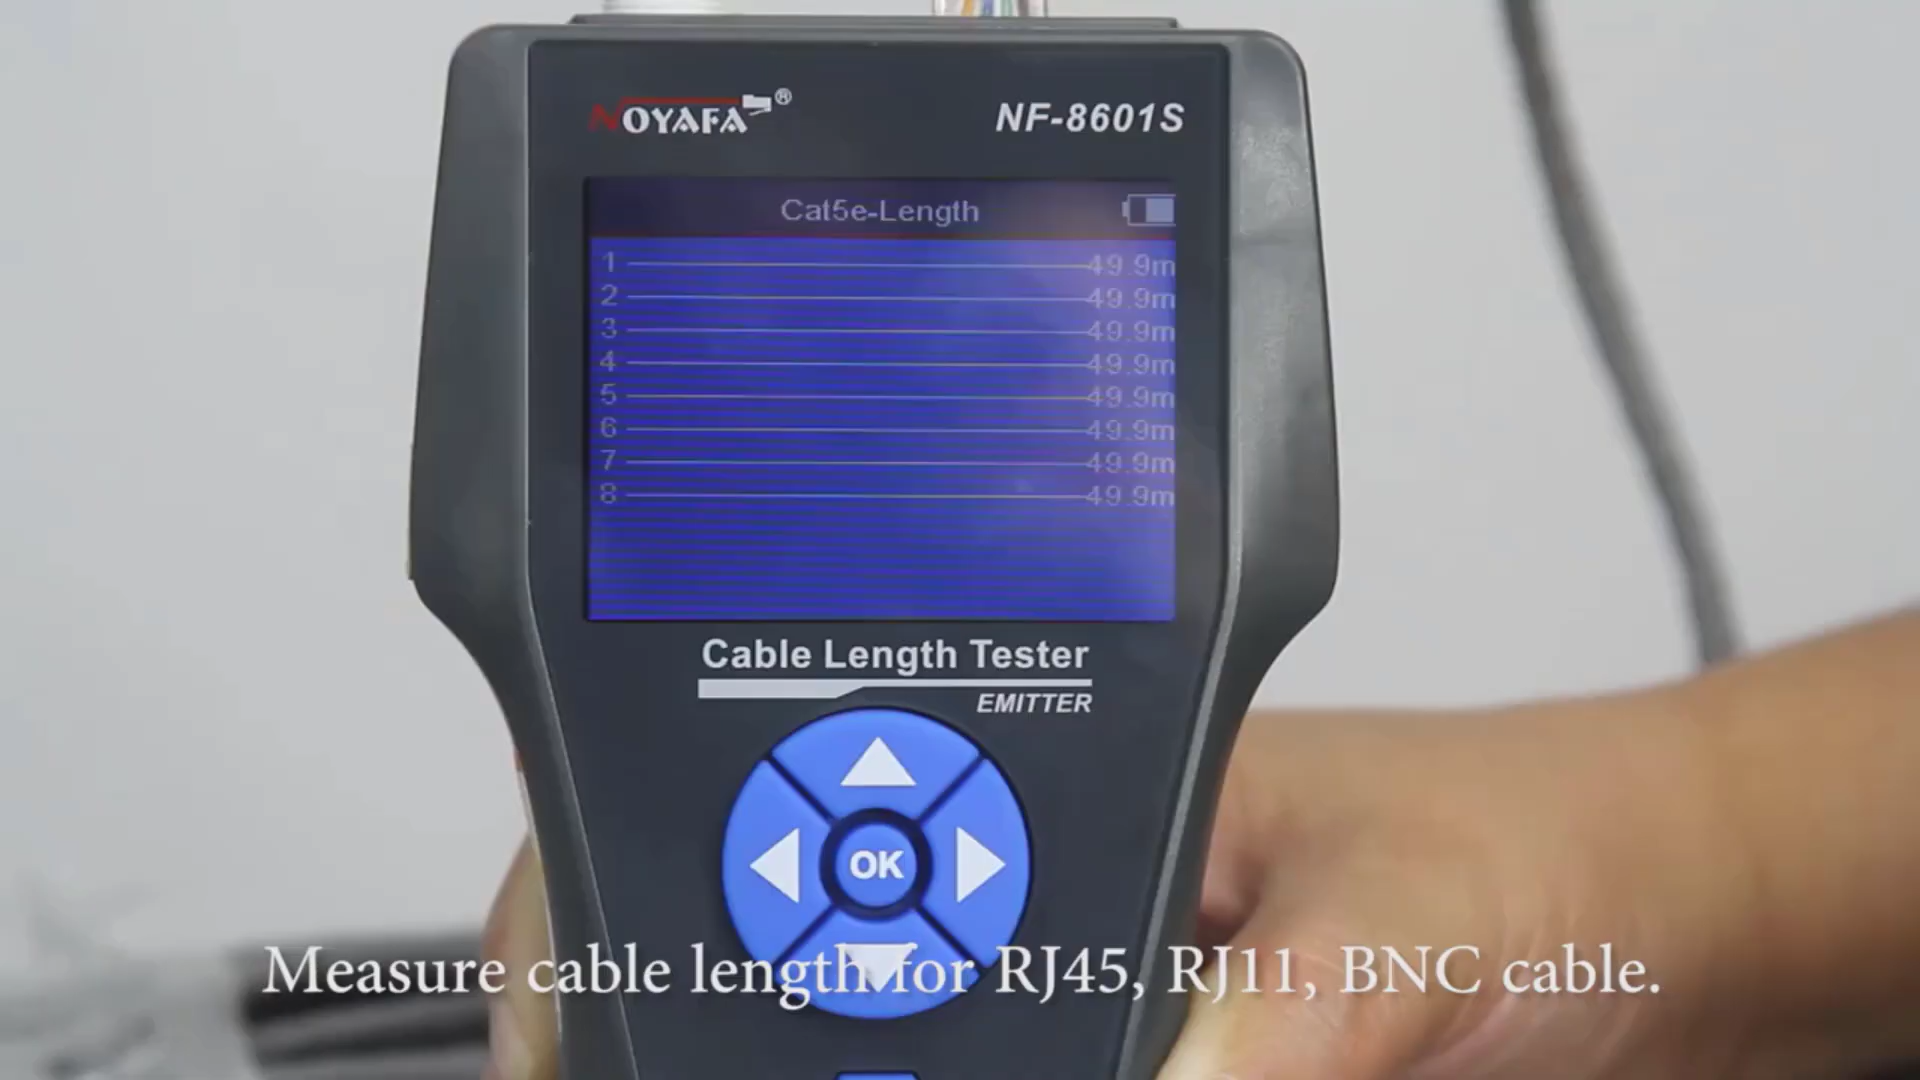 NOYAFA®
NF-8601S
Cat5e-Length
1 49.9m
2 49.9m
3 49.9m
4 49.9m
5 49.9m
6 49.9m
7 49.9m
8 49.9m
Cable Length Tester
EMITTER
OK
Measure cable length for RJ45, RJ11, BNC cable.